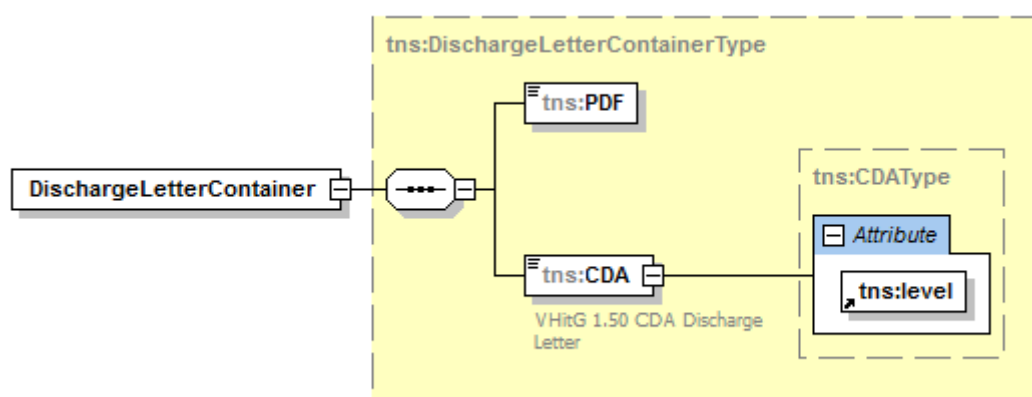 tns:DischargeLetterContainerType
tns:PDF
DischargeLetterContainer
tns:CDAType
Attribute
tns:CDA
tns:level
VHitG 1.50 CDA Discharge
Letter